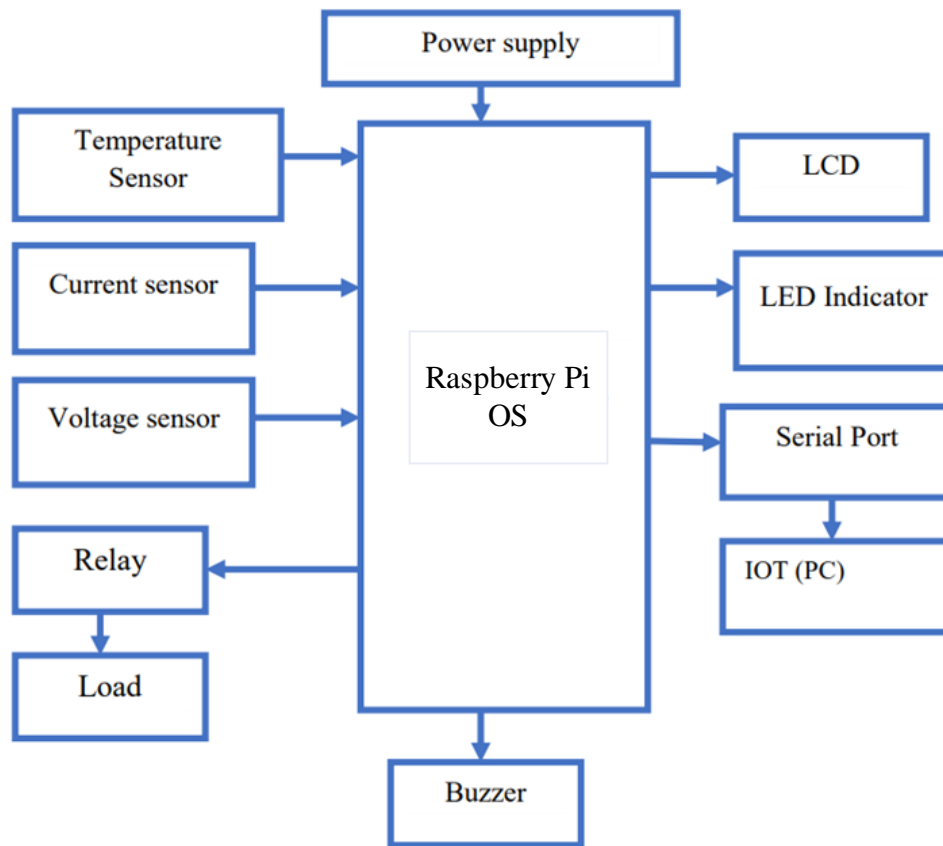 Power supply
Temperature
Sensor
LCD
Current sensor
LED Indicator
Raspberry Pi
OS
Voltage sensor
Serial Port
Relay
IOT (PC)
Load
Buzzer